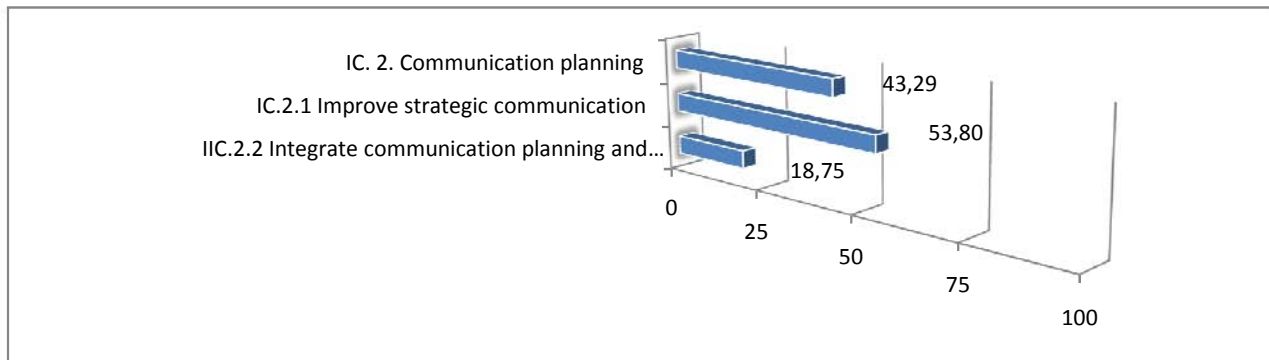 IC. 2. Communication planning
43,29
IC.2.1 Improve strategic communication
53,80
IIC.2.2 Integrate communication planning and…
18,75
0
25
50
75
100